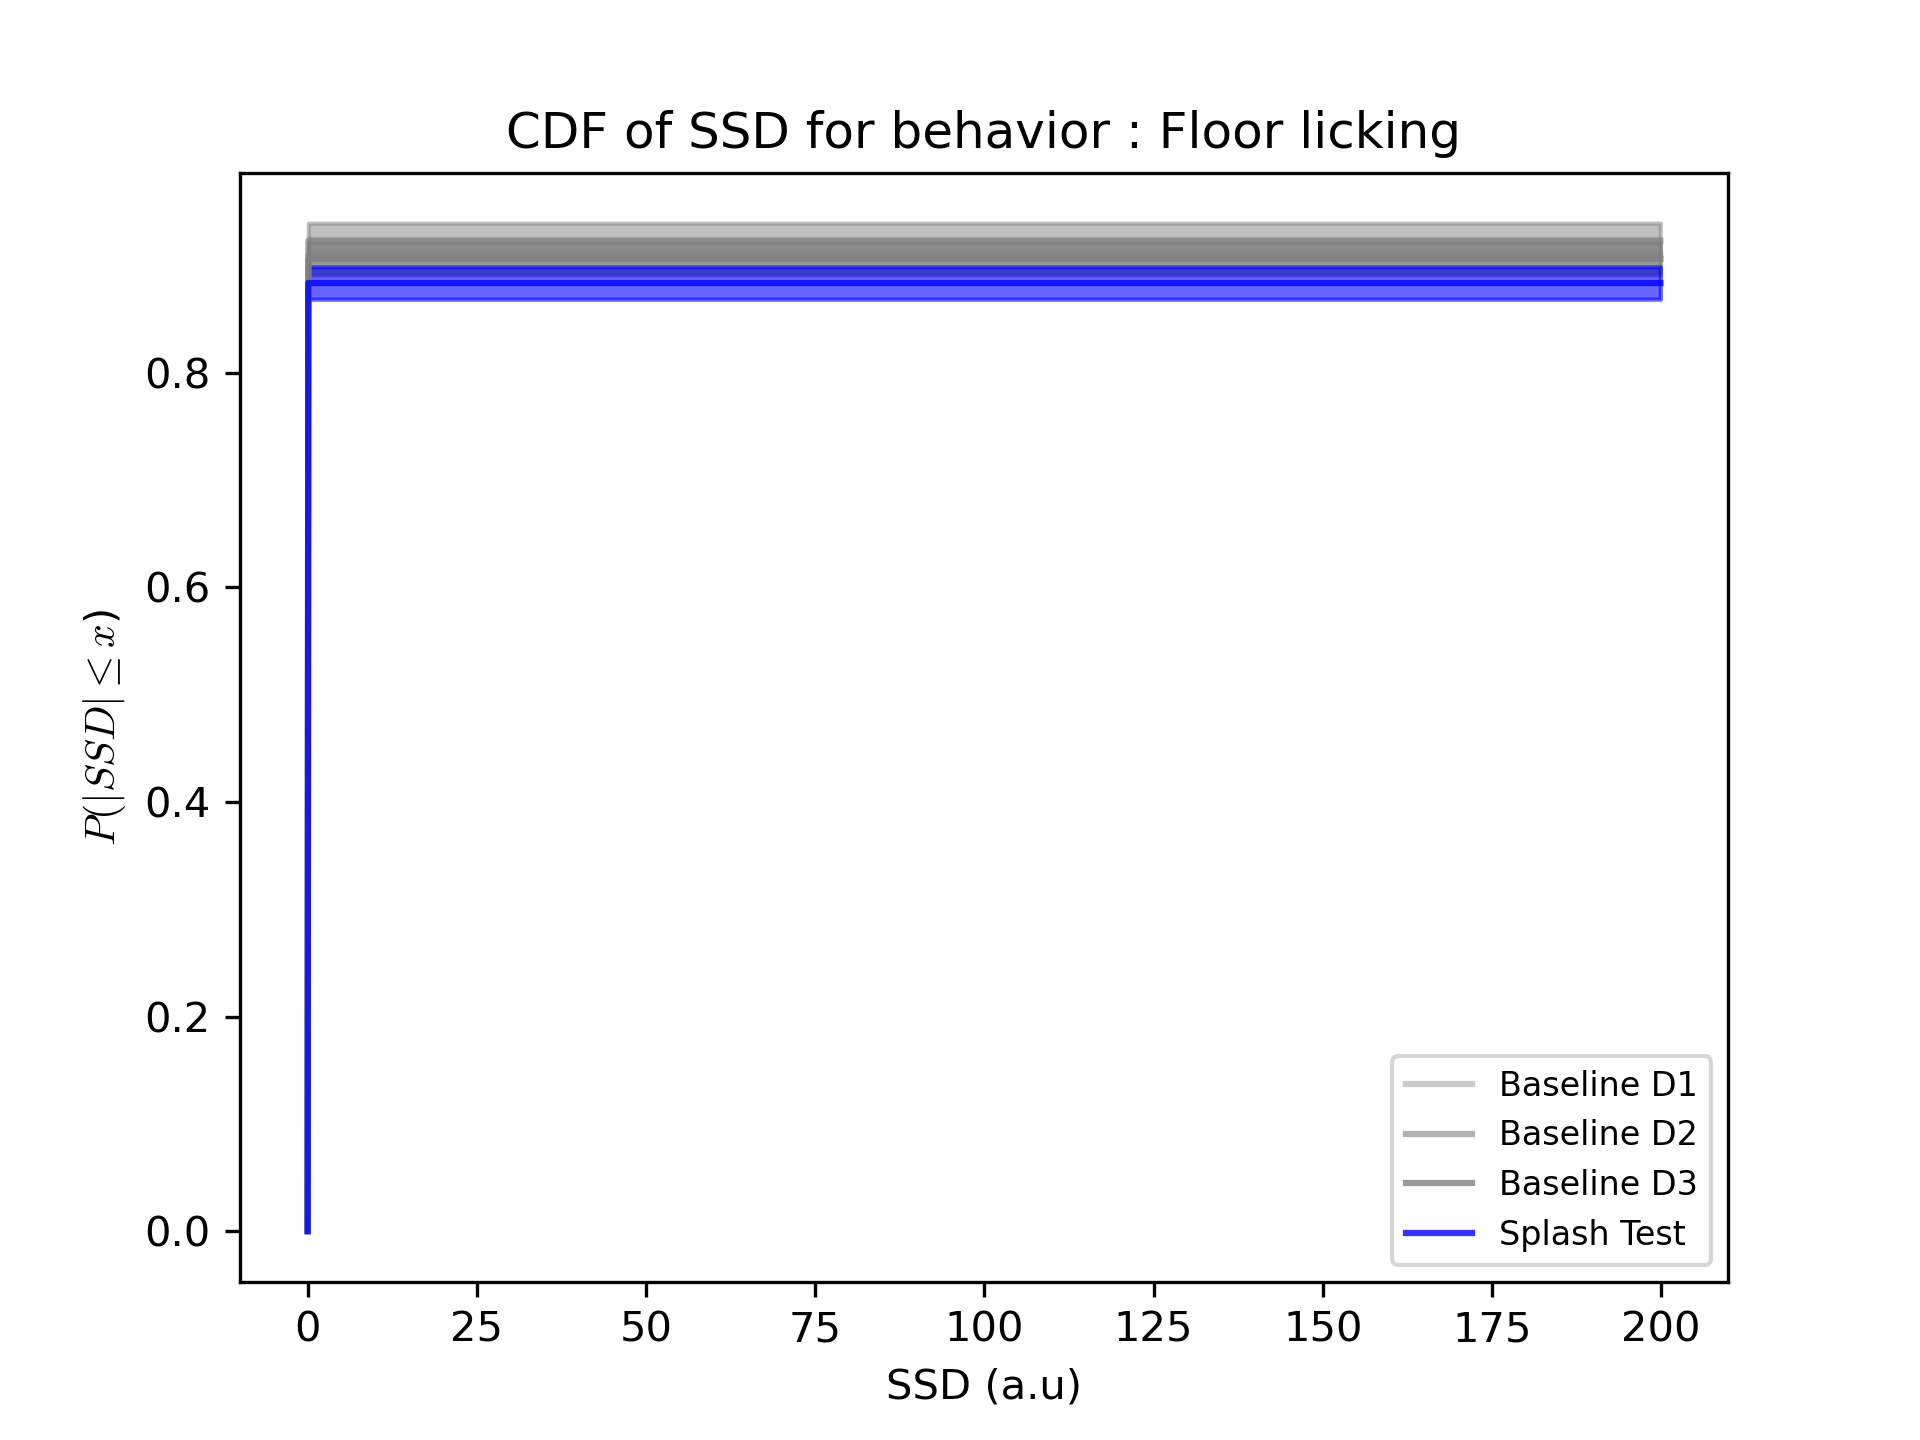 CDF of SSD for behavior : Floor licking
P(|SSD| ≤ x)
0.8
0.6
0.4
0.2
0.0
0 25 50 75 100 125 150 175 200
SSD (a.u)
Baseline D1
Baseline D2
Baseline D3
Splash Test